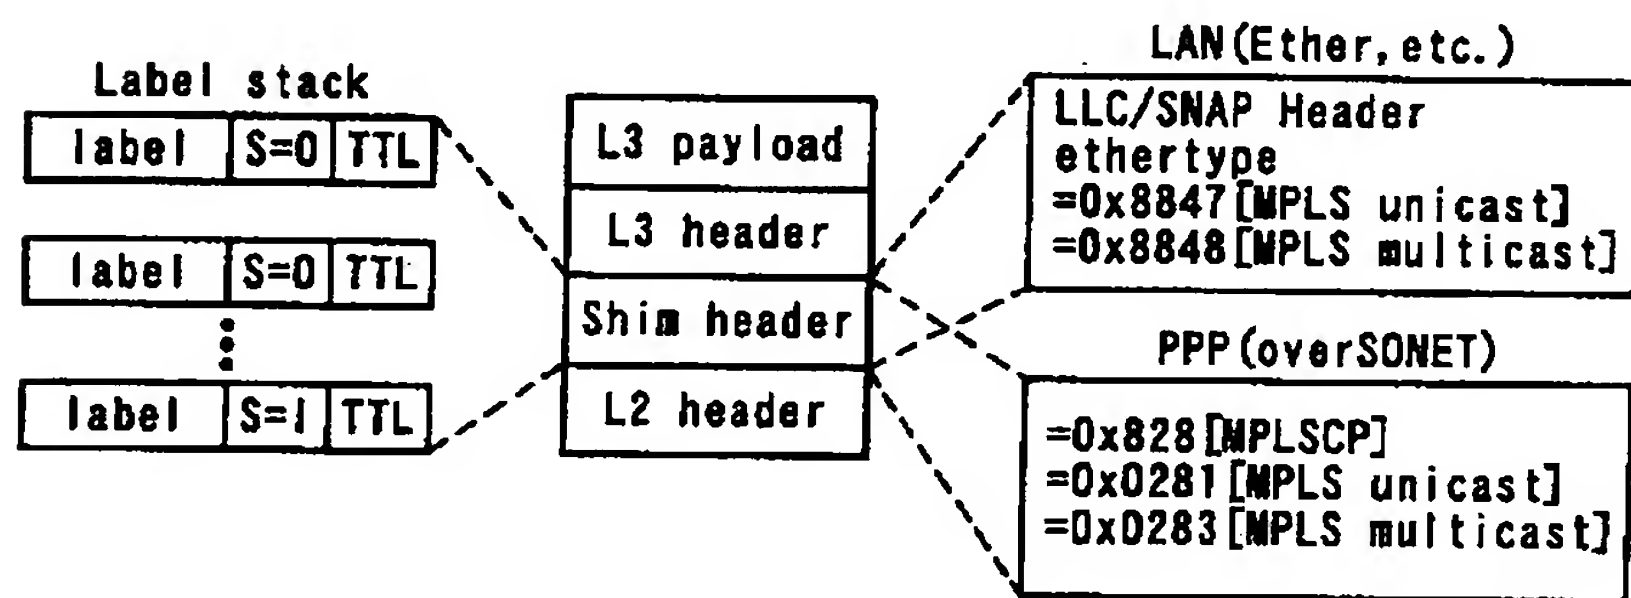 Label stack
label S=0 TTL
label S=0 TTL
label S=1 TTL
L3 payload
L3 header
Shim header
L2 header
LAN(Ether, etc.)
LLC/SNAP Header
ethertype
=0x8847[MPLS unicast]
=0x8848[MPLS multicast]
PPP(overSONET)
=0x828[MPLSCP]
=0x0281[MPLS unicast]
=0x0283[MPLS multicast]